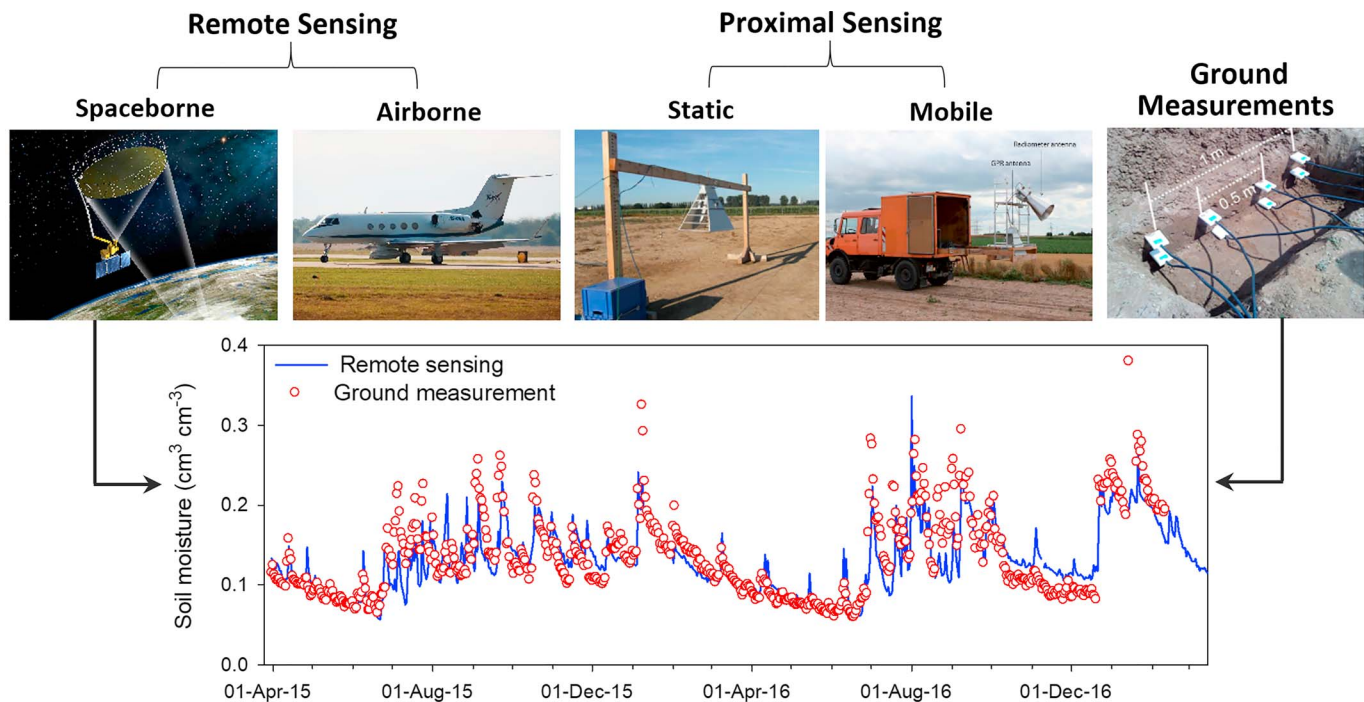 Remote Sensing
Proximal Sensing
Spaceborne
Airborne
Static
Mobile
Ground
Measurements
Radiometer antenna
GPR antenna
1 m
0.5 m
0.4
0.3
0.2
0.1
0.0
Soil moisture (cm³ cm⁻³)
Remote sensing
Ground measurement
01-Apr-15
01-Aug-15
01-Dec-15
01-Apr-16
01-Aug-16
01-Dec-16